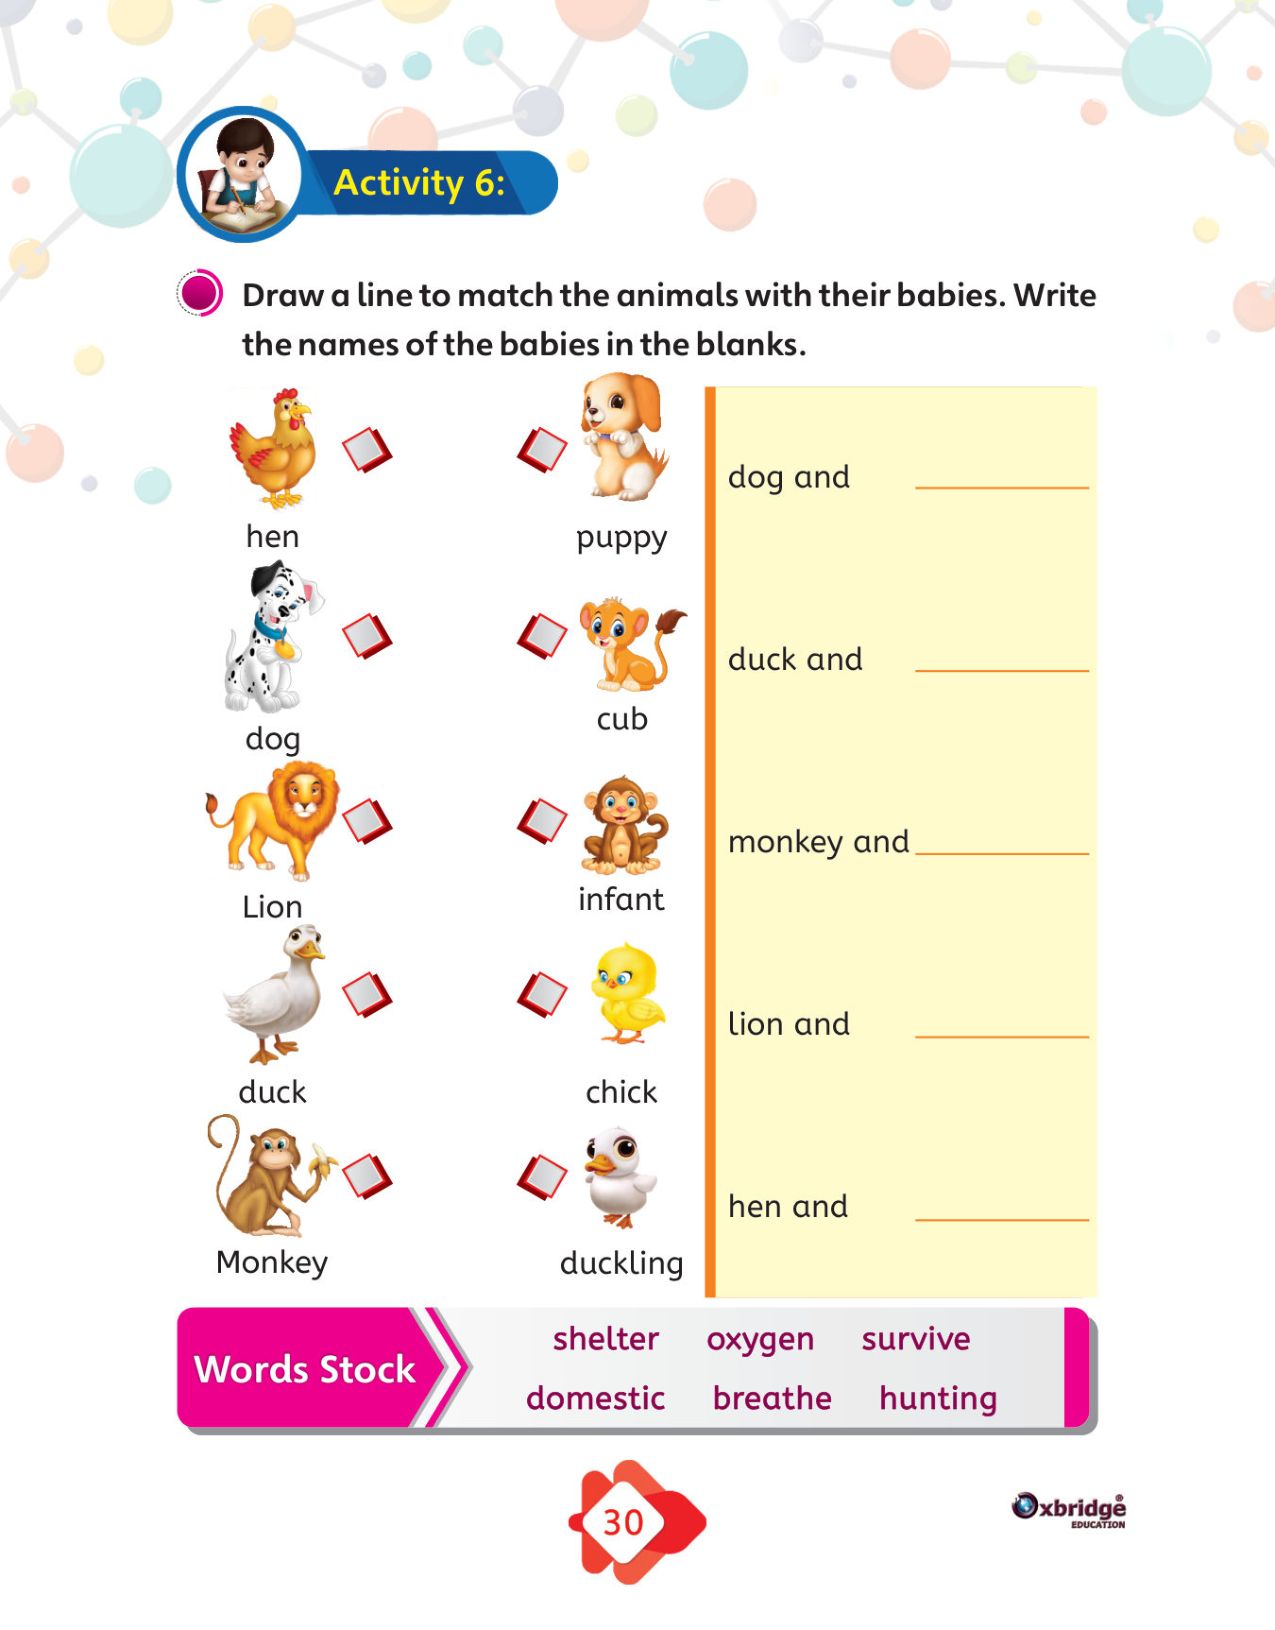 Activity 6:
Draw a line to match the animals with their babies. Write
the names of the babies in the blanks.
hen
puppy
dog and
dog
cub
duck and
Lion
infant
monkey and
duck
chick
lion and
Monkey
duckling
hen and
Words Stock
shelter oxygen survive
domestic breathe hunting
30
Oxbridge®
EDUCATION